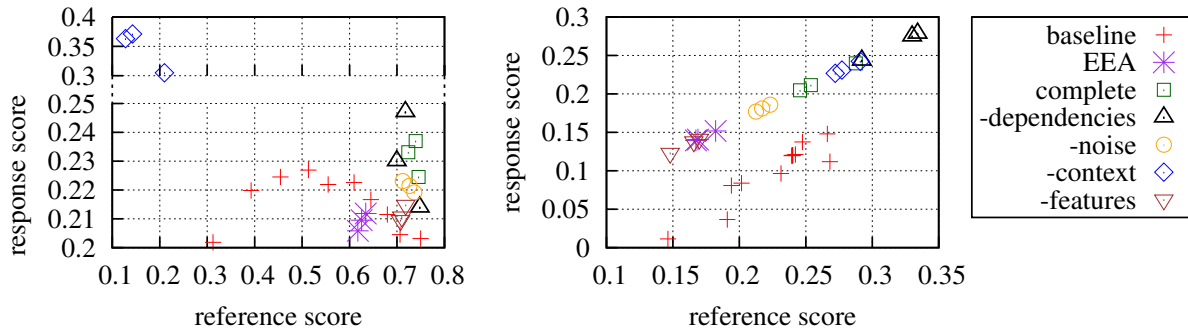 0.4
0.35
0.3
0.25
0.23
0.22
0.21
0.2
0.1 0.2 0.3 0.4 0.5 0.6 0.7 0.8
response score
reference score
0.3
0.25
0.2
0.15
0.1
0.05
0
0.1 0.15 0.2 0.25 0.3 0.35
response score
reference score
baseline
EEA
complete
-dependencies
-noise
-context
-features